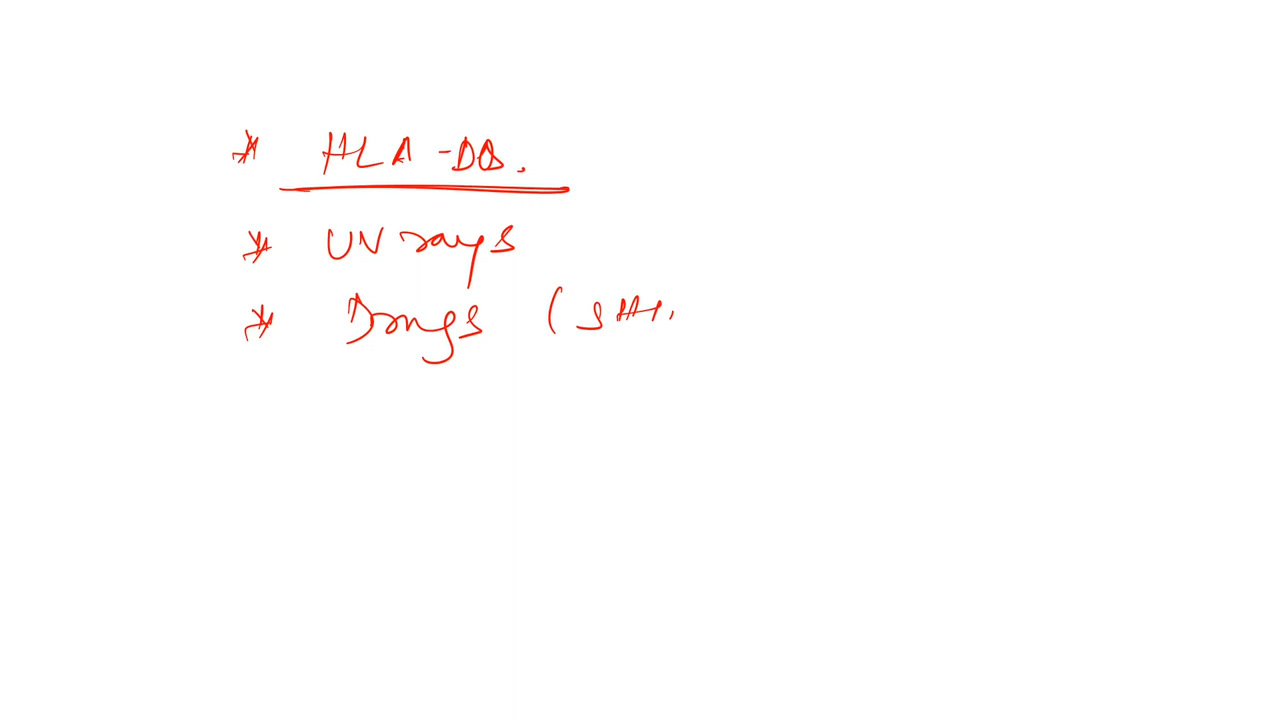 * HLA-DQ.
* UV rays
* Drugs (